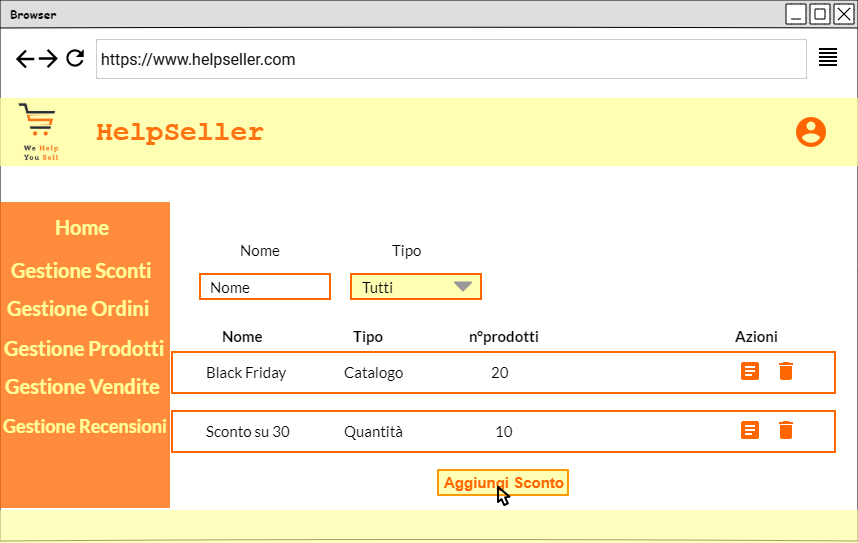 Browser
https://www.helpseller.com
We Help
You Sell
HelpSeller
Home
Gestione Sconti
Gestione Ordini
Gestione Prodotti
Gestione Vendite
Gestione Recensioni
Nome Tipo
Nome Tutti
Nome Tipo n°prodotti Azioni
Black Friday Catalogo 20
Sconto su 30 Quantità 10
Aggiungi Sconto